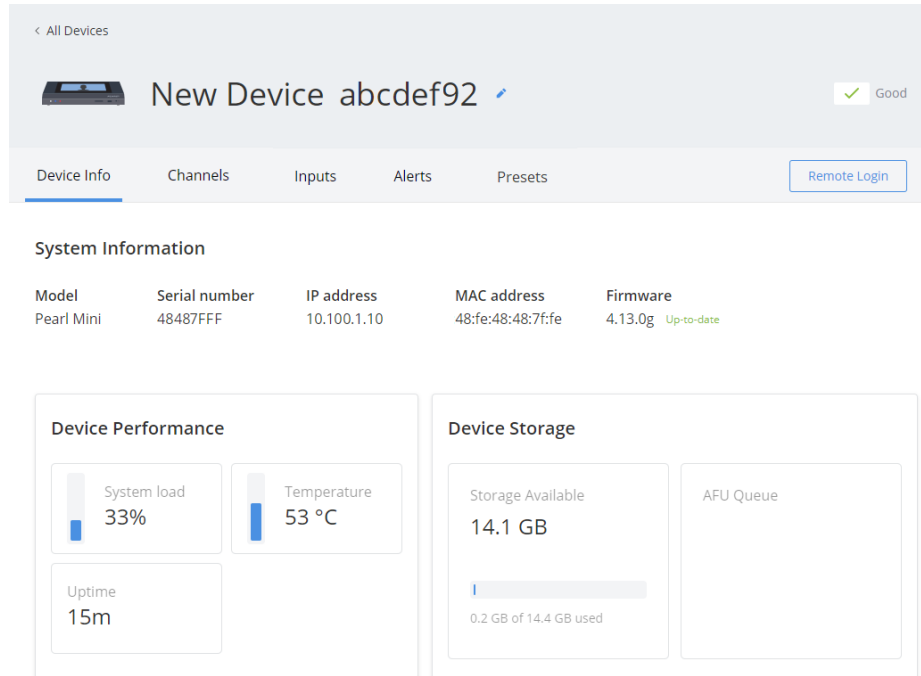 < All Devices
New Device abcdef92
Good
Device Info Channels Inputs Alerts Presets Remote Login
System Information
Model Serial number IP address MAC address Firmware
Pearl Mini 48487FFF 10.100.1.10 48:fe:48:48:7f:fe 4.13.0g Up-to-date
Device Performance
System load
33%
Temperature
53 °C
Uptime
15m
Device Storage
Storage Available
14.1 GB
0.2 GB of 14.4 GB used
AFU Queue